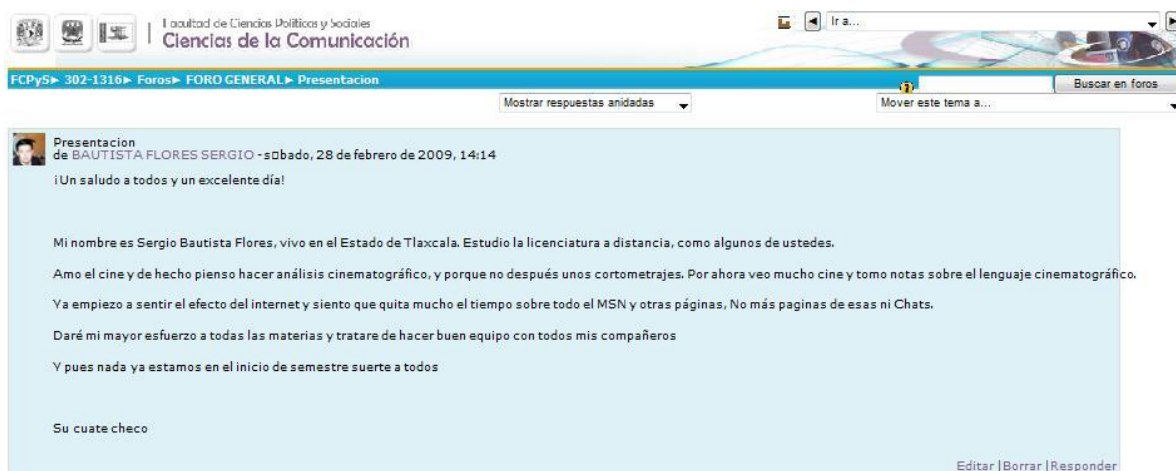 Facultad de Ciencias Políticas y Sociales
Ciencias de la Comunicación
Ir a...
FCPyS► 302-1316► Foros► FORO GENERAL► Presentacion
Buscar en foros
Mostrar respuestas anidadas
Mover este tema a...
Presentacion
de BAUTISTA FLORES SERGIO - s□bado, 28 de febrero de 2009, 14:14
¡Un saludo a todos y un excelente día!
Mi nombre es Sergio Bautista Flores, vivo en el Estado de Tlaxcala. Estudio la licenciatura a distancia, como algunos de ustedes.
Amo el cine y de hecho pienso hacer análisis cinematográfico, y porque no después unos cortometrajes. Por ahora veo mucho cine y tomo notas sobre el lenguaje cinematográfico.
Ya empiezo a sentir el efecto del internet y siento que quita mucho el tiempo sobre todo el MSN y otras páginas, No más paginas de esas ni Chats.
Daré mi mayor esfuerzo a todas las materias y tratare de hacer buen equipo con todos mis compañeros
Y pues nada ya estamos en el inicio de semestre suerte a todos
Su cuate checo
Editar | Borrar | Responder